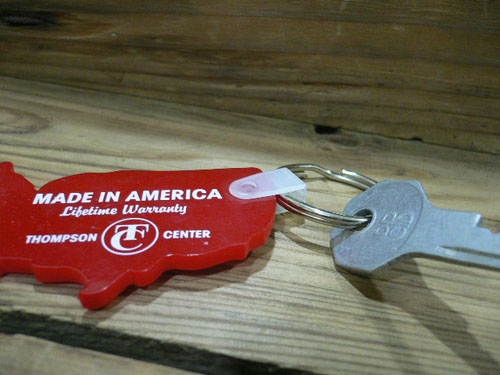 MADE IN AMERICA
Lifetime Warranty
THOMPSON TC CENTER